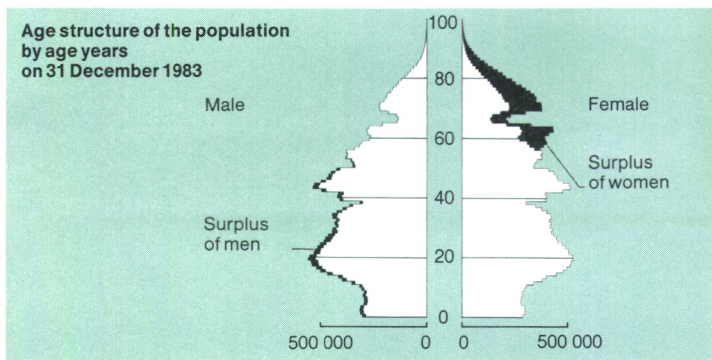 Age structure of the population
by age years
on 31 December 1983
100
80
60
40
20
0
Male
Female
Surplus
of women
Surplus
of men
500 000 0 0 500 000